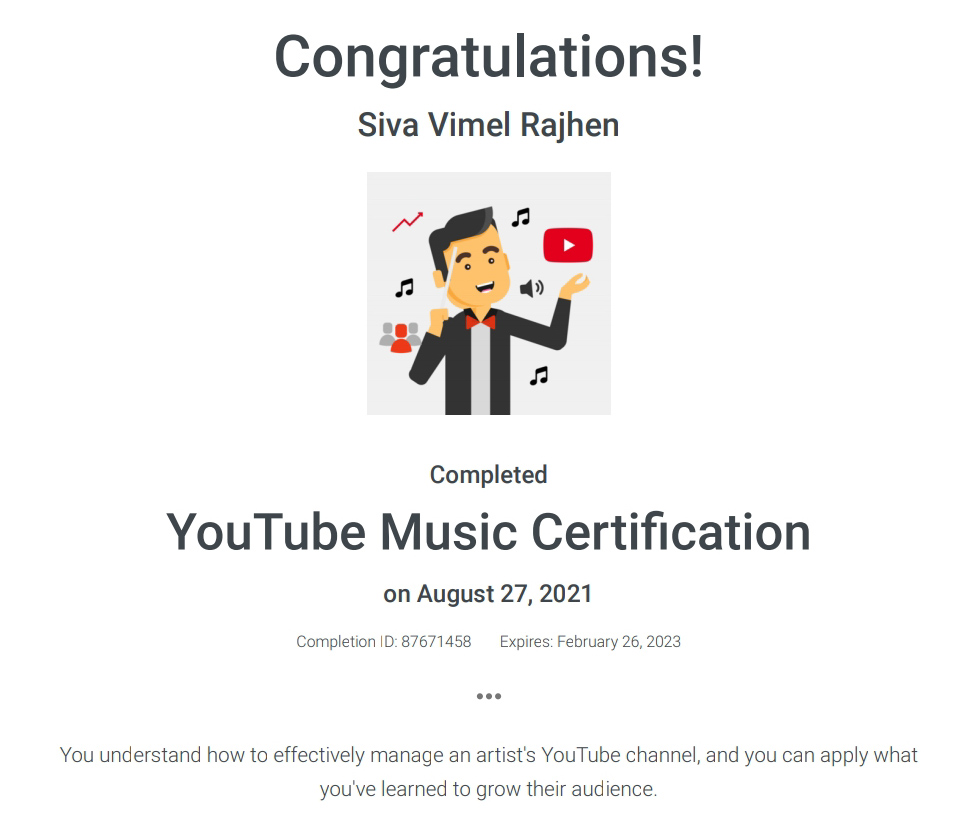 Congratulations!
Siva Vimel Rajhen
Completed
YouTube Music Certification
on August 27, 2021
Completion ID: 87671458 Expires: February 26, 2023
•••
You understand how to effectively manage an artist's YouTube channel, and you can apply what
you've learned to grow their audience.